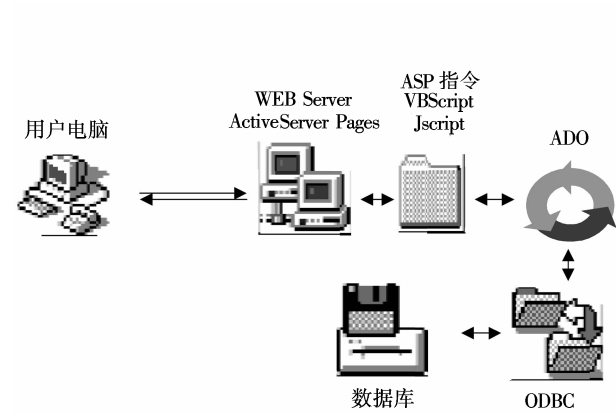 用户电脑
WEB Server
ActiveServer Pages
ASP 指令
VBScript
Jscript
ADO
数据库
ODBC